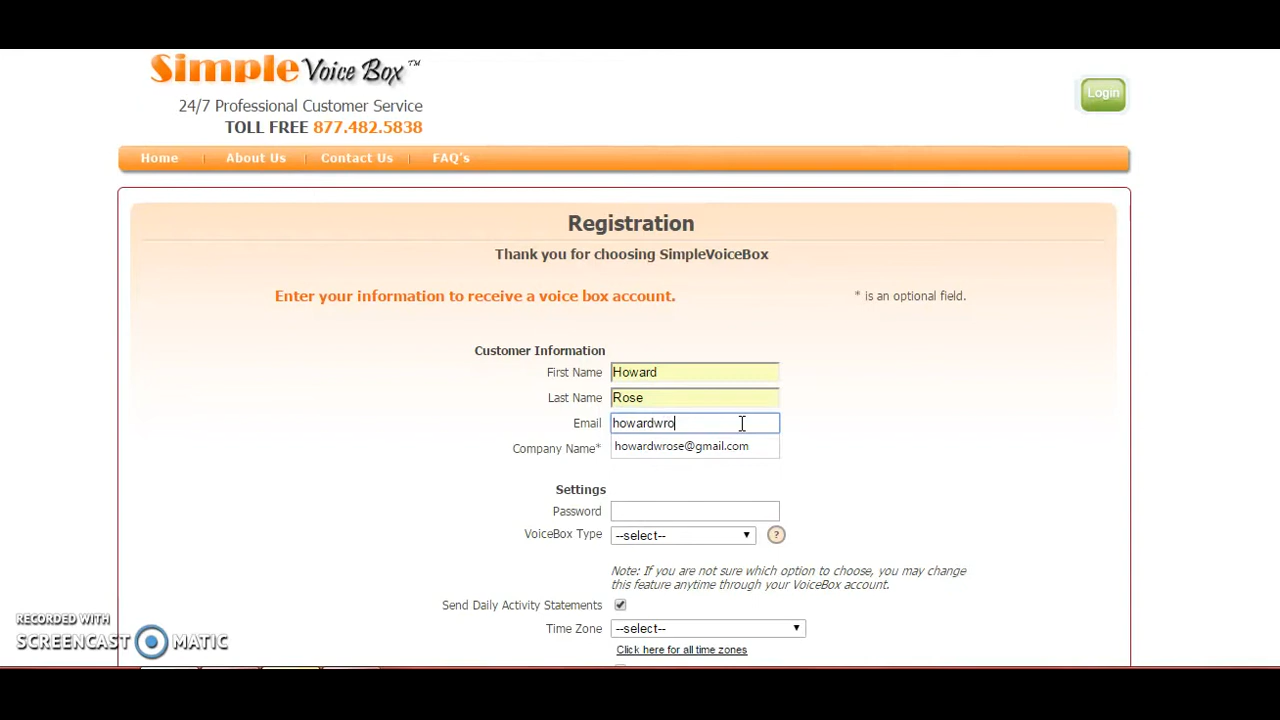 Simple Voice Box ™
Login
24/7 Professional Customer Service
TOLL FREE 877.482.5838
Home About Us Contact Us FAQ's
Registration
Thank you for choosing SimpleVoiceBox
Enter your information to receive a voice box account. * is an optional field.
Customer Information
First Name Howard
Last Name Rose
Email howardwro
Company Name* howardwrose@gmail.com
Settings
Password
VoiceBox Type --select-- ?
Note: If you are not sure which option to choose, you may change
this feature anytime through your VoiceBox account.
Send Daily Activity Statements
Time Zone --select--
Click here for all time zones
RECORDED WITH
SCREENCAST MATIC